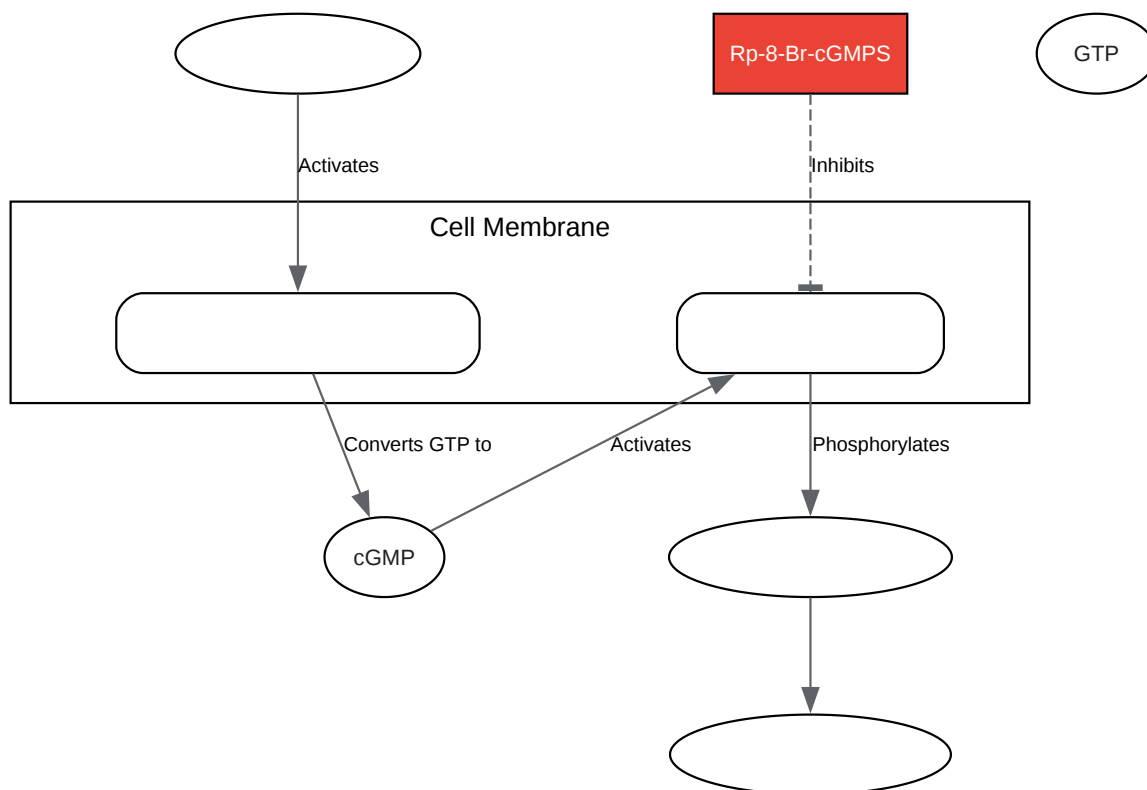 Rp-8-Br-cGMPS
GTP
Activates
Inhibits
Cell Membrane
Converts GTP to
Activates
Phosphorylates
cGMP